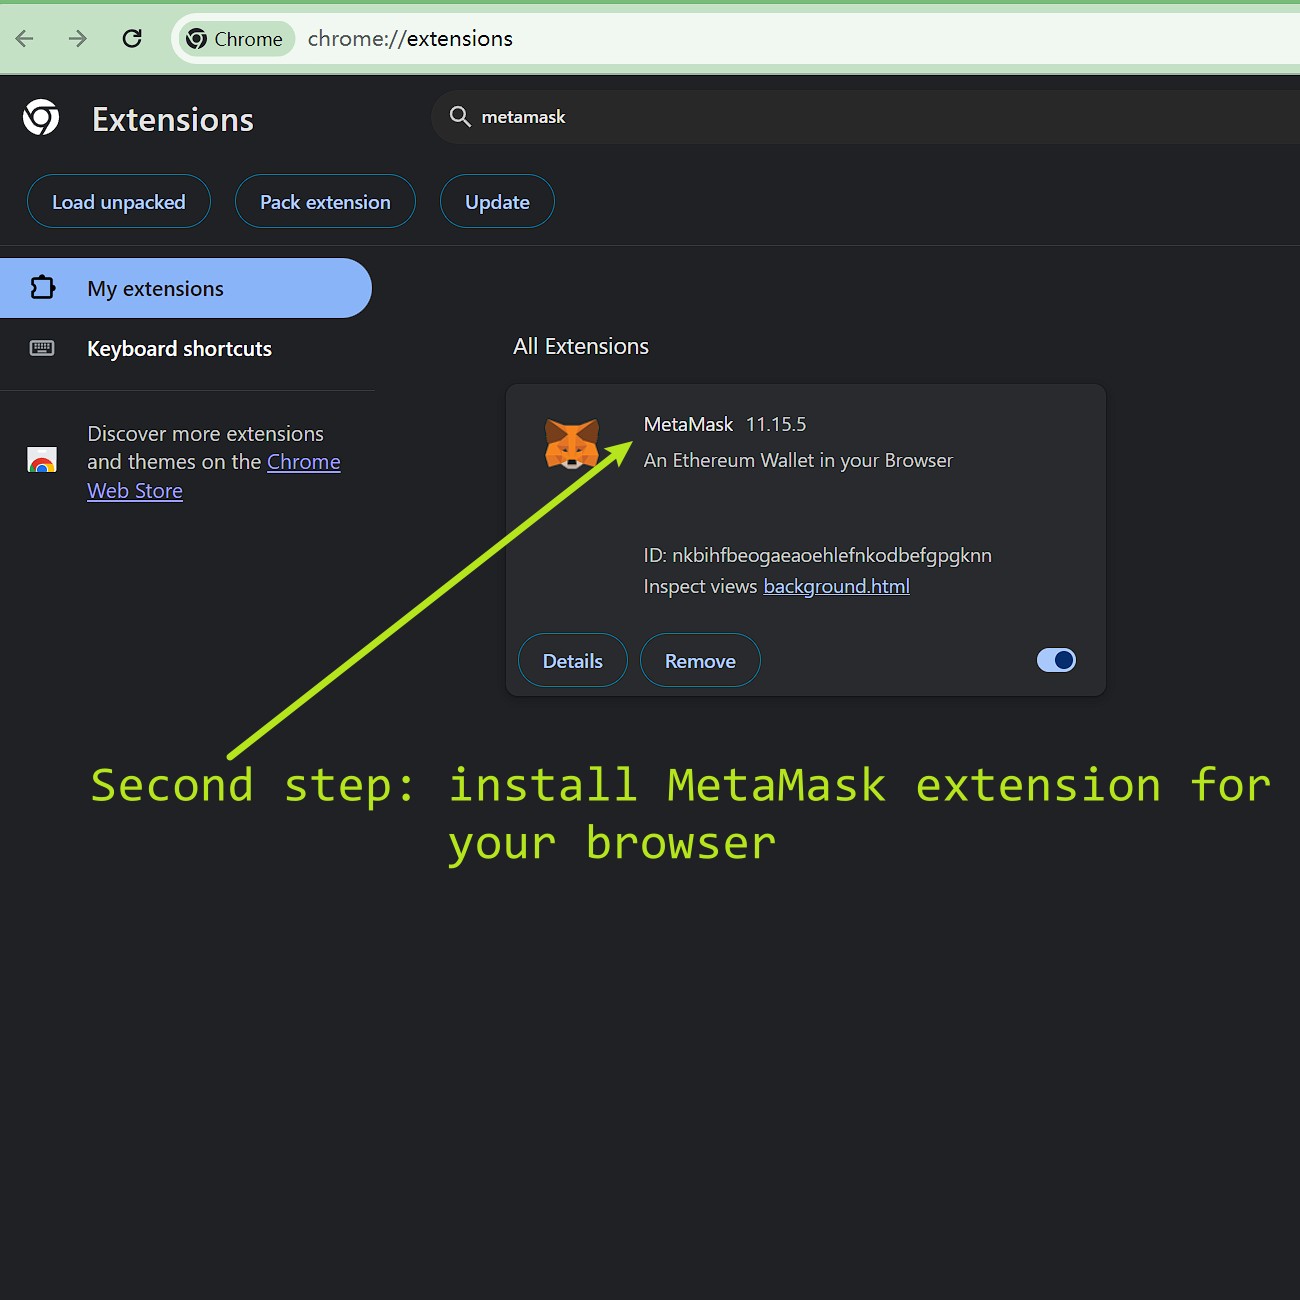 Chrome chrome://extensions
Extensions
metamask
Load unpacked Pack extension Update
My extensions
Keyboard shortcuts
Discover more extensions
and themes on the Chrome
Web Store
All Extensions
MetaMask 11.15.5
An Ethereum Wallet in your Browser
ID: nkbihfbeogaeaoehlefnkodbefgpgknn
Inspect views background.html
Details Remove
Second step: install MetaMask extension for
your browser